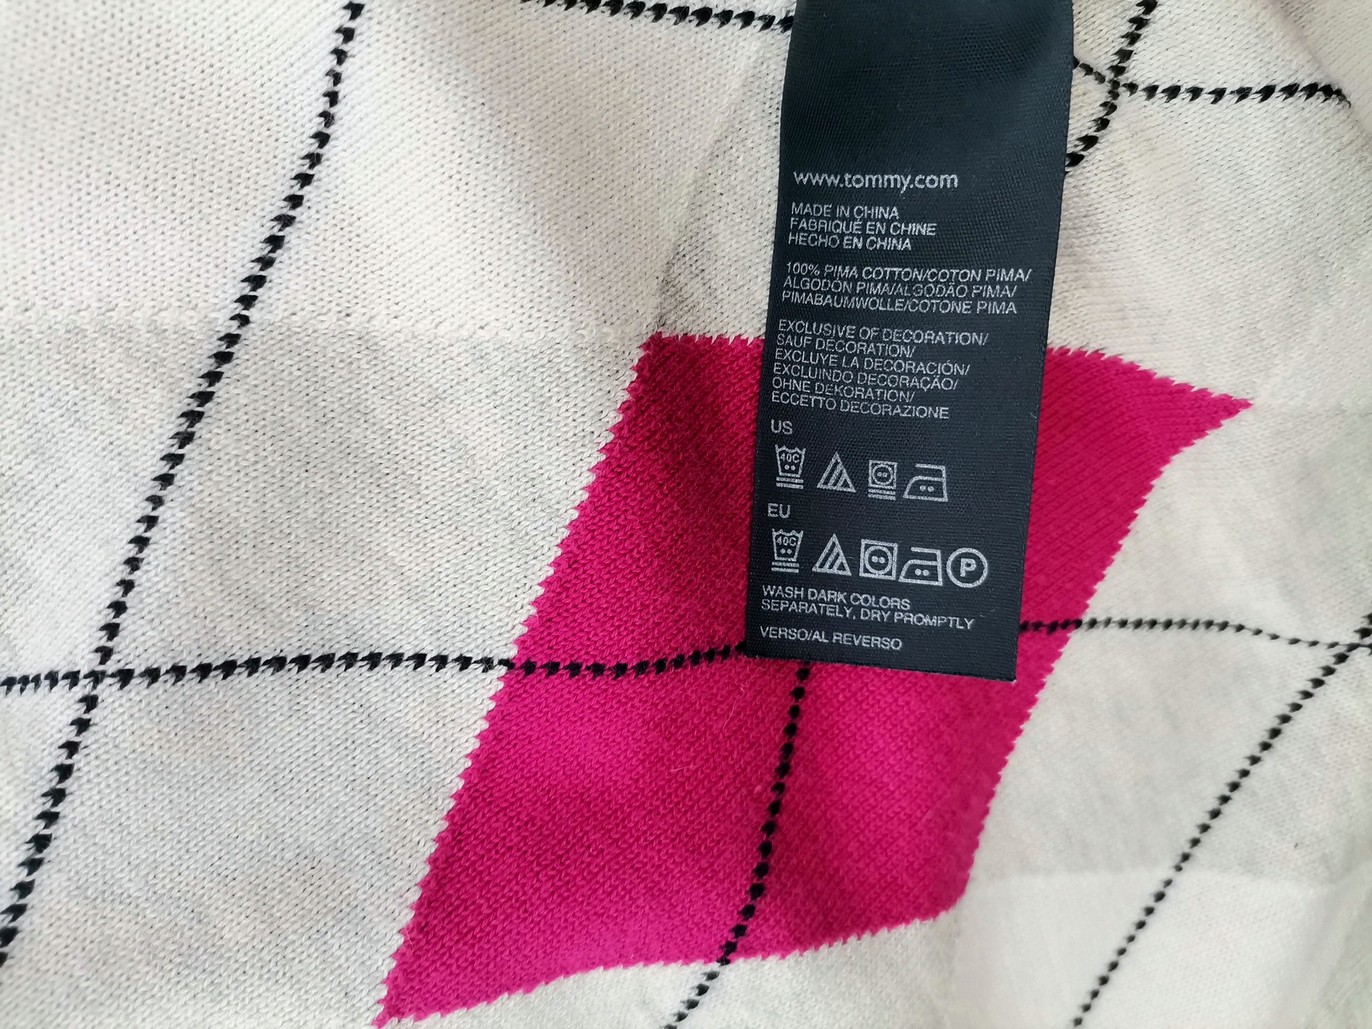 www.tommy.com
MADE IN CHINA
FABRIQUÉ EN CHINE
HECHO EN CHINA
100% PIMA COTTON/COTON PIMA/
ALGODÓN PIMA/ALGODÃO PIMA/
PIMABAUMWOLLE/COTONE PIMA
EXCLUSIVE OF DECORATION/
SAUF DECORATION/
EXCLUYE LA DECORACIÓN/
EXCLUINDO DECORAÇÃO/
OHNE DEKORATION/
ECCETTO DECORAZIONE
US
40C
EU
40C P
WASH DARK COLORS
SEPARATELY, DRY PROMPTLY
VERSO/AL REVERSO